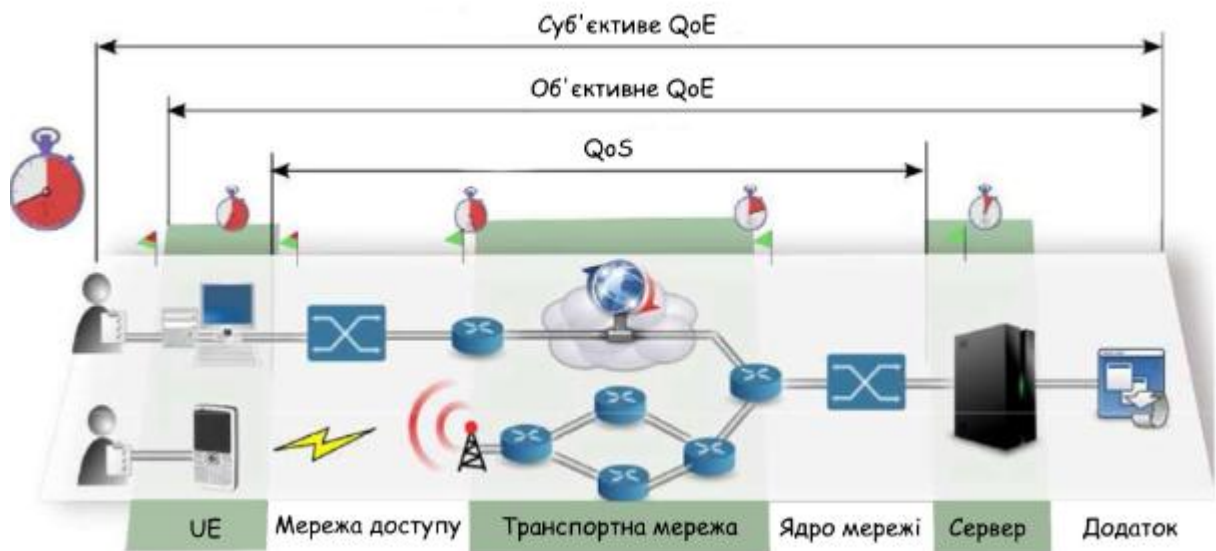 Суб'єктиве QoE
Об'єктивне QoE
QoS
UE
Мережа доступу
Транспортна мережа
Ядро мережі
Сервер
Додаток